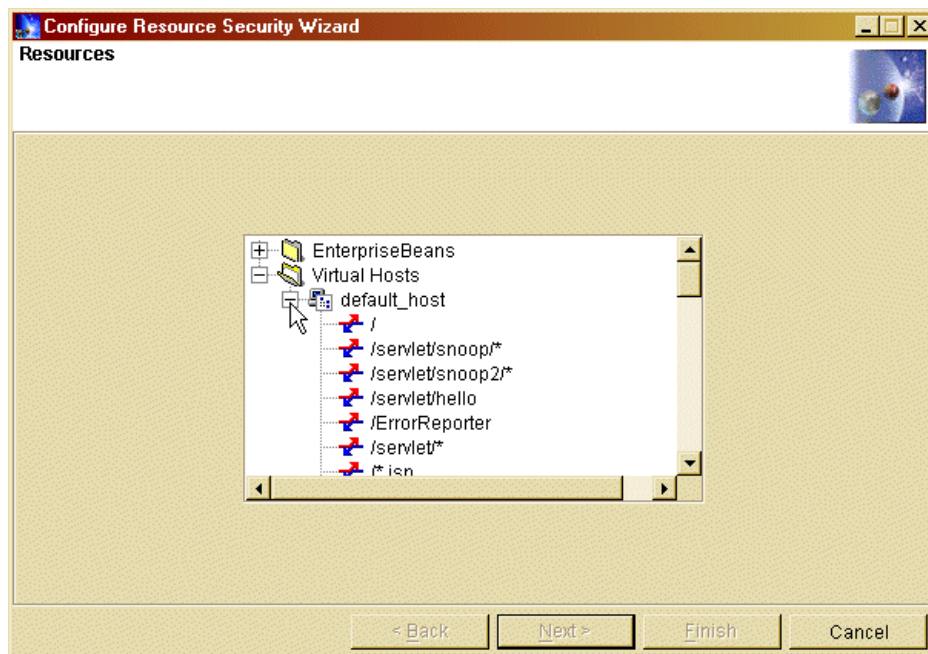 Configure Resource Security Wizard
Resources
EnterpriseBeans
Virtual Hosts
default_host
/
/servlet/snoop/*
/servlet/snoop2/*
/servlet/hello
/ErrorReporter
/servlet/*
/*.jsp
< Back Next > Finish Cancel